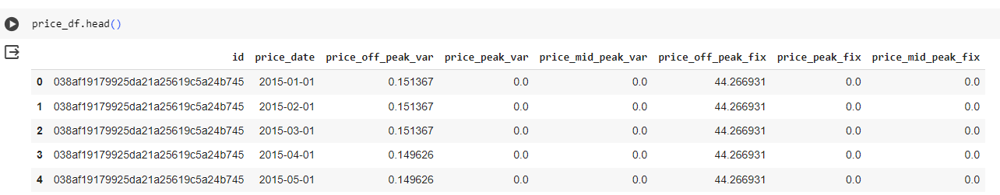 price_df.head()
id price_date price_off_peak_var price_peak_var price_mid_peak_var price_off_peak_fix price_peak_fix price_mid_peak_fix
0 038af19179925da21a25619c5a24b745 2015-01-01 0.151367 0.0 0.0 44.266931 0.0 0.0
1 038af19179925da21a25619c5a24b745 2015-02-01 0.151367 0.0 0.0 44.266931 0.0 0.0
2 038af19179925da21a25619c5a24b745 2015-03-01 0.151367 0.0 0.0 44.266931 0.0 0.0
3 038af19179925da21a25619c5a24b745 2015-04-01 0.149626 0.0 0.0 44.266931 0.0 0.0
4 038af19179925da21a25619c5a24b745 2015-05-01 0.149626 0.0 0.0 44.266931 0.0 0.0